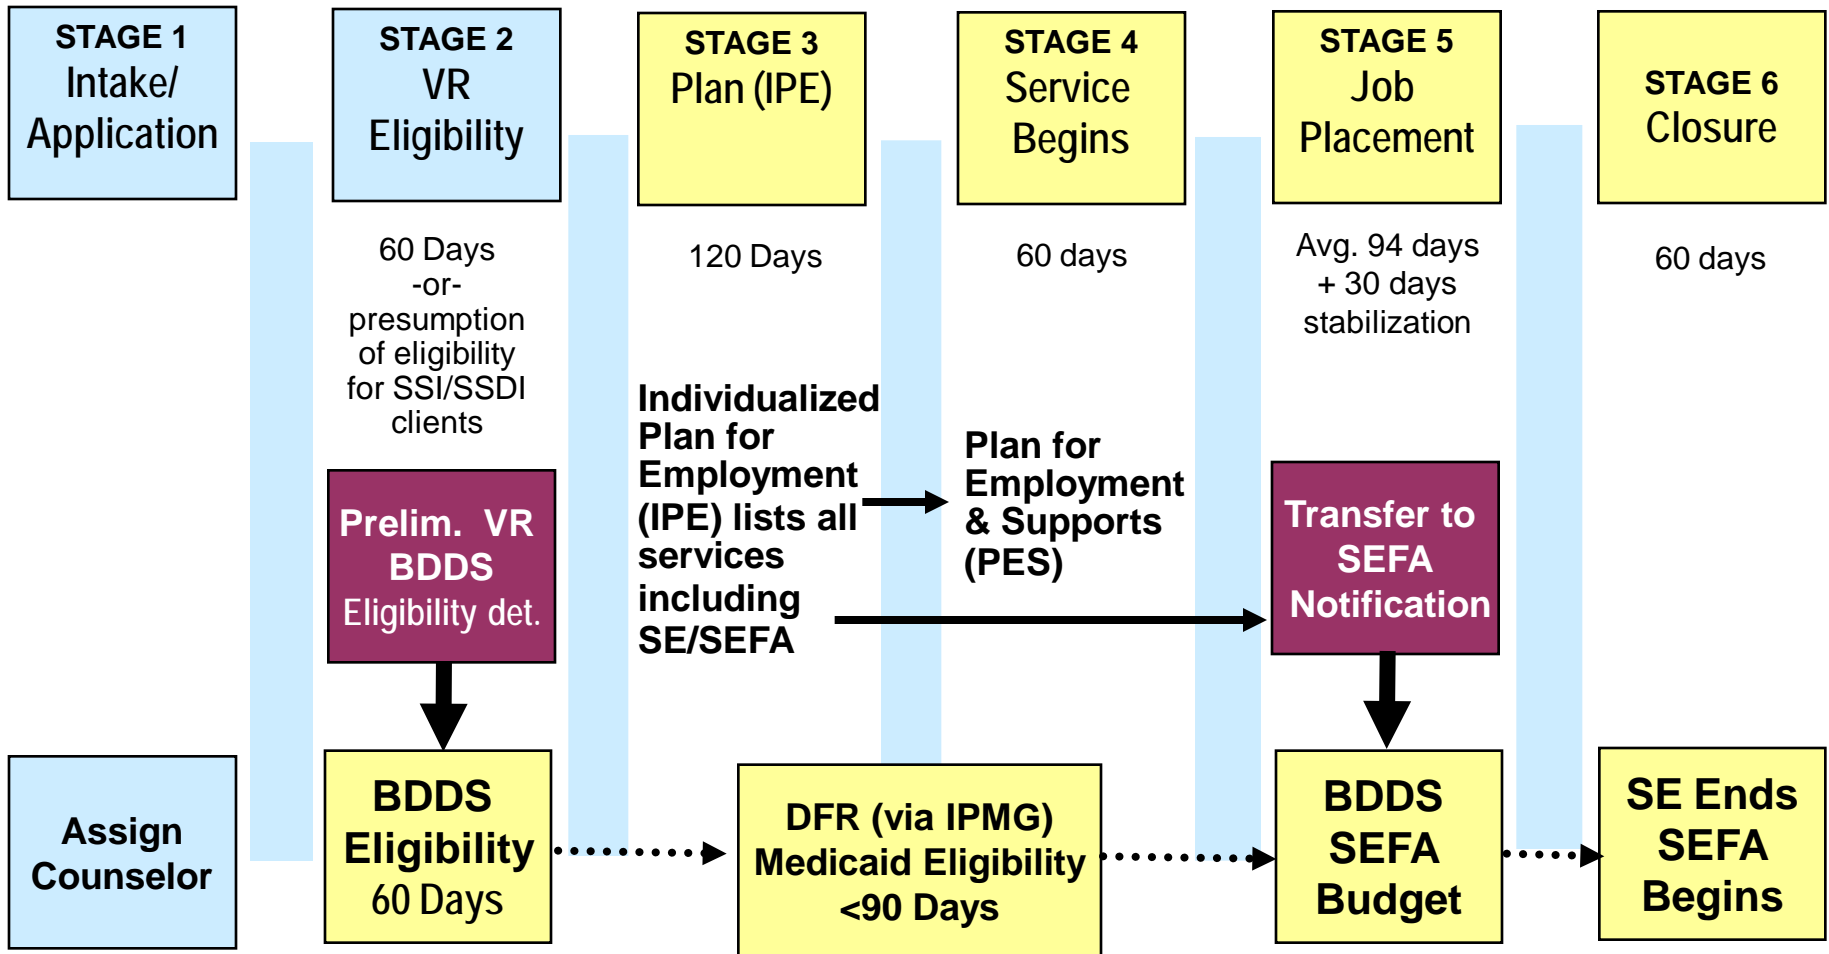 STAGE 1
Intake/
Application
STAGE 2
VR
Eligibility
STAGE 3
Plan (IPE)
STAGE 4
Service
Begins
STAGE 5
Job
Placement
STAGE 6
Closure
60 Days
-or-
presumption
of eligibility
for SSI/SSDI
clients
120 Days
60 days
Avg. 94 days
+ 30 days
stabilization
60 days
Prelim. VR
BDDS
Eligibility det.
Individualized
Plan for
Employment
(IPE) lists all
services
including
SE/SEFA
Plan for
Employment
& Supports
(PES)
Transfer to
SEFA
Notification
Assign
Counselor
BDDS
Eligibility
60 Days
DFR (via IPMG)
Medicaid Eligibility
<90 Days
BDDS
SEFA
Budget
SE Ends
SEFA
Begins